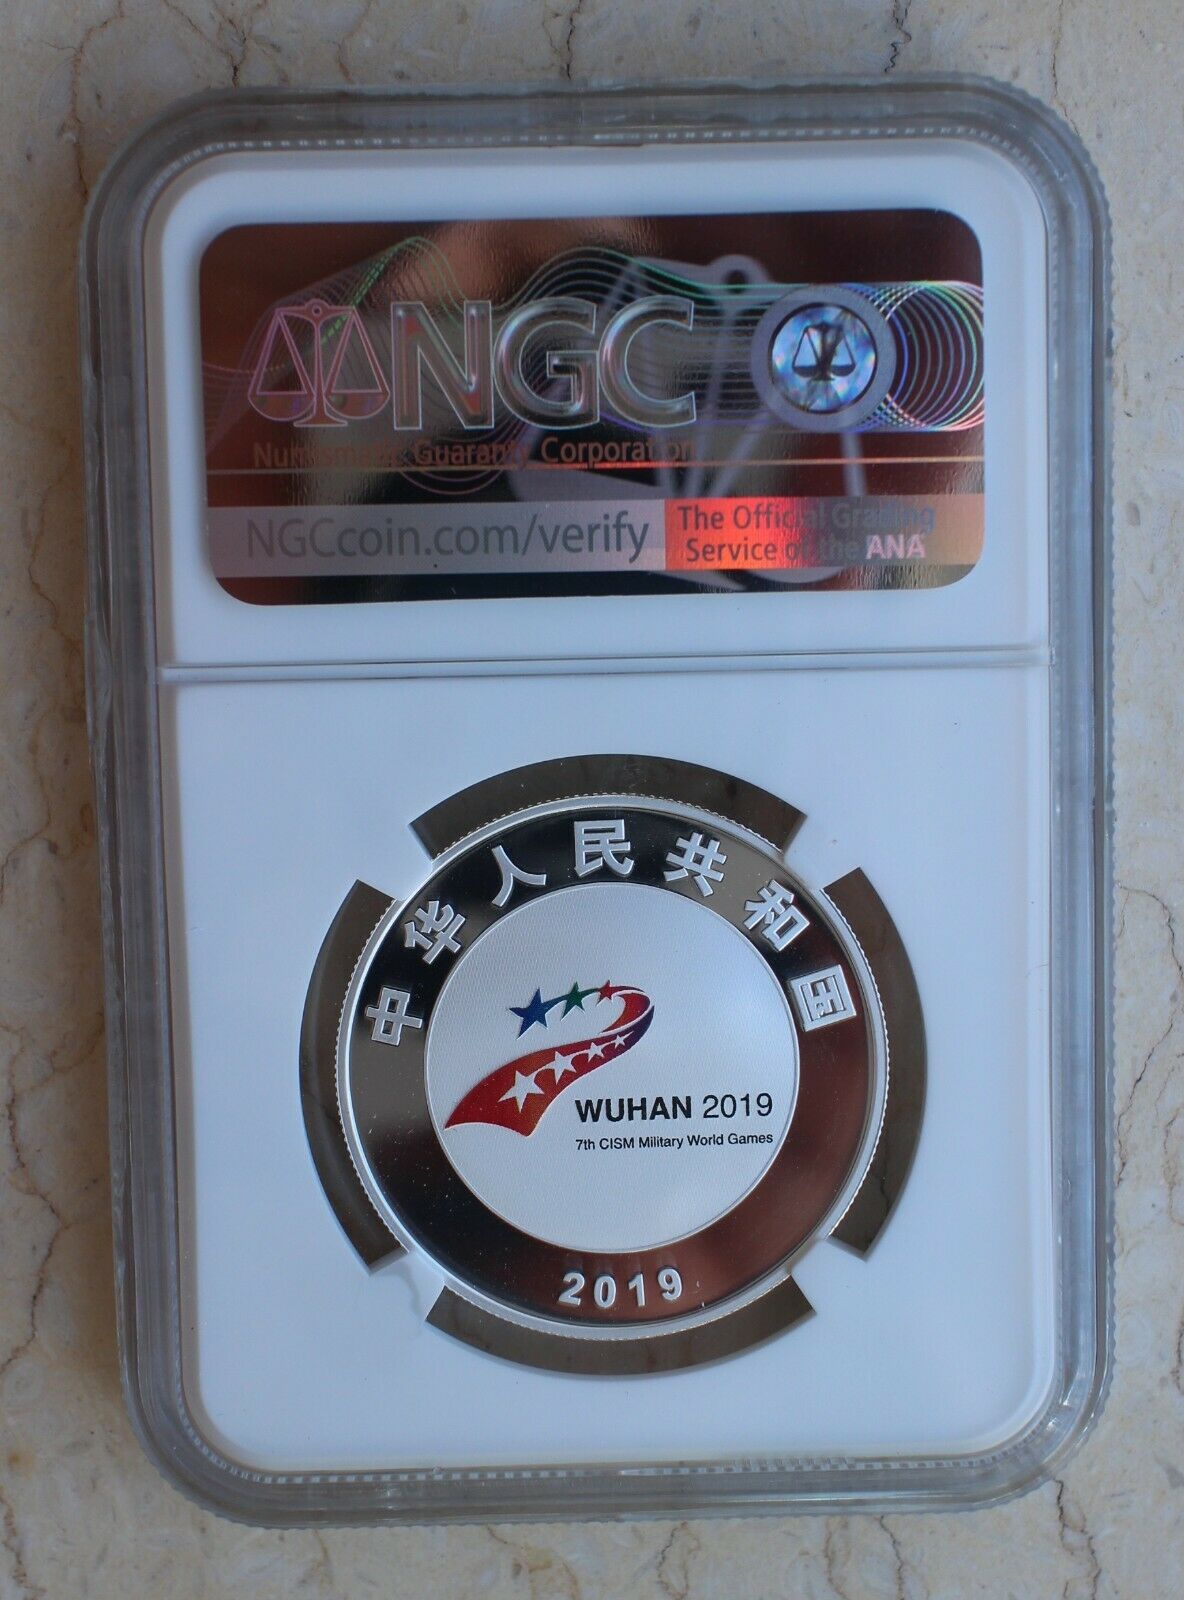 NGC
Numismatic Guaranty Corporation
NGCcoin.com/verify
The Official Grading
Service of the ANA
中华人民共和国
WUHAN 2019
7th CISM Military World Games
2019